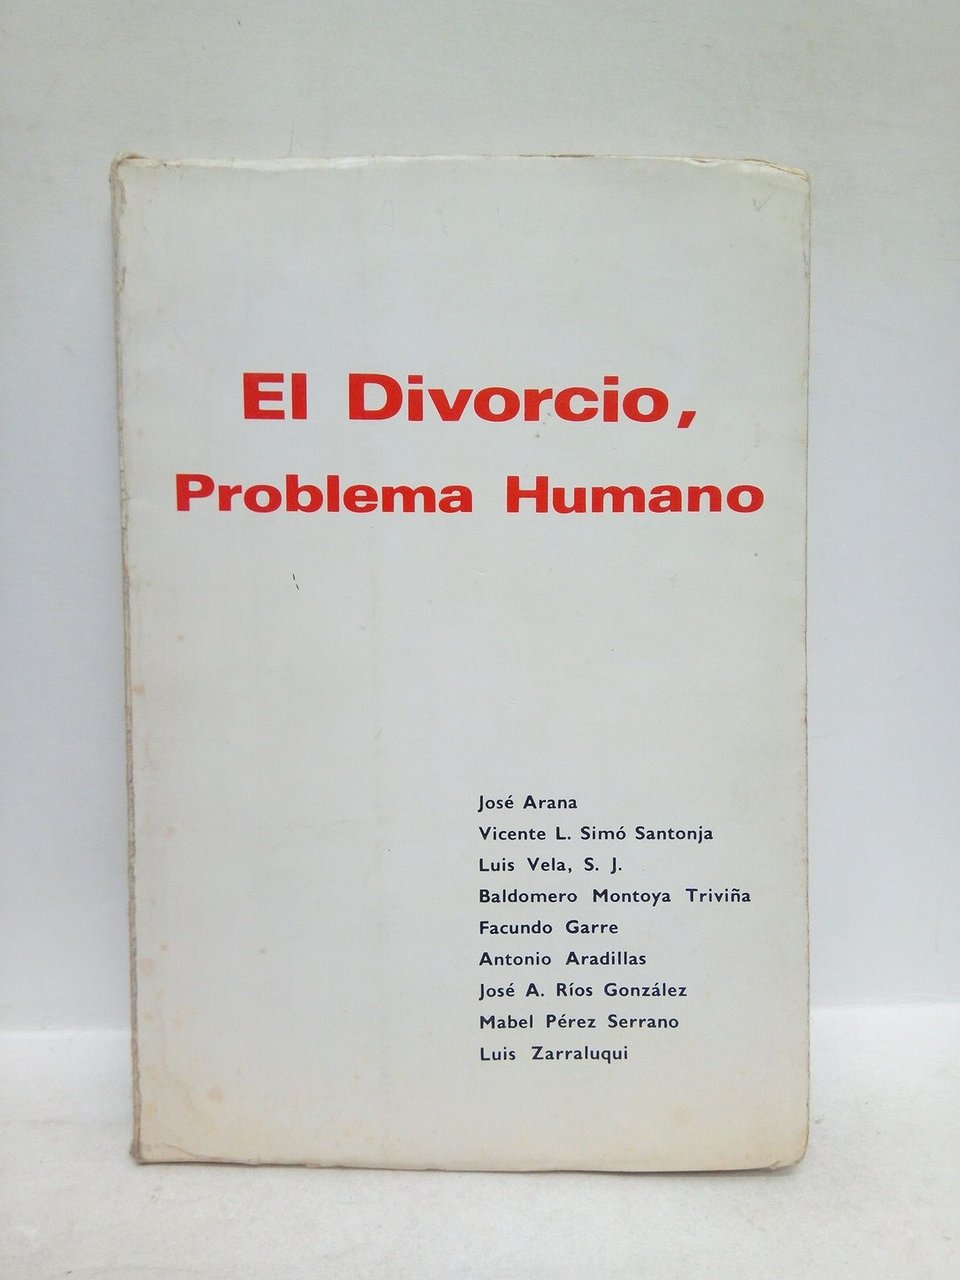 El Divorcio,
Problema Humano
José Arana
Vicente L. Simó Santonja
Luis Vela, S. J.
Baldomero Montoya Triviña
Facundo Garre
Antonio Aradillas
José A. Ríos González
Mabel Pérez Serrano
Luis Zarraluqui